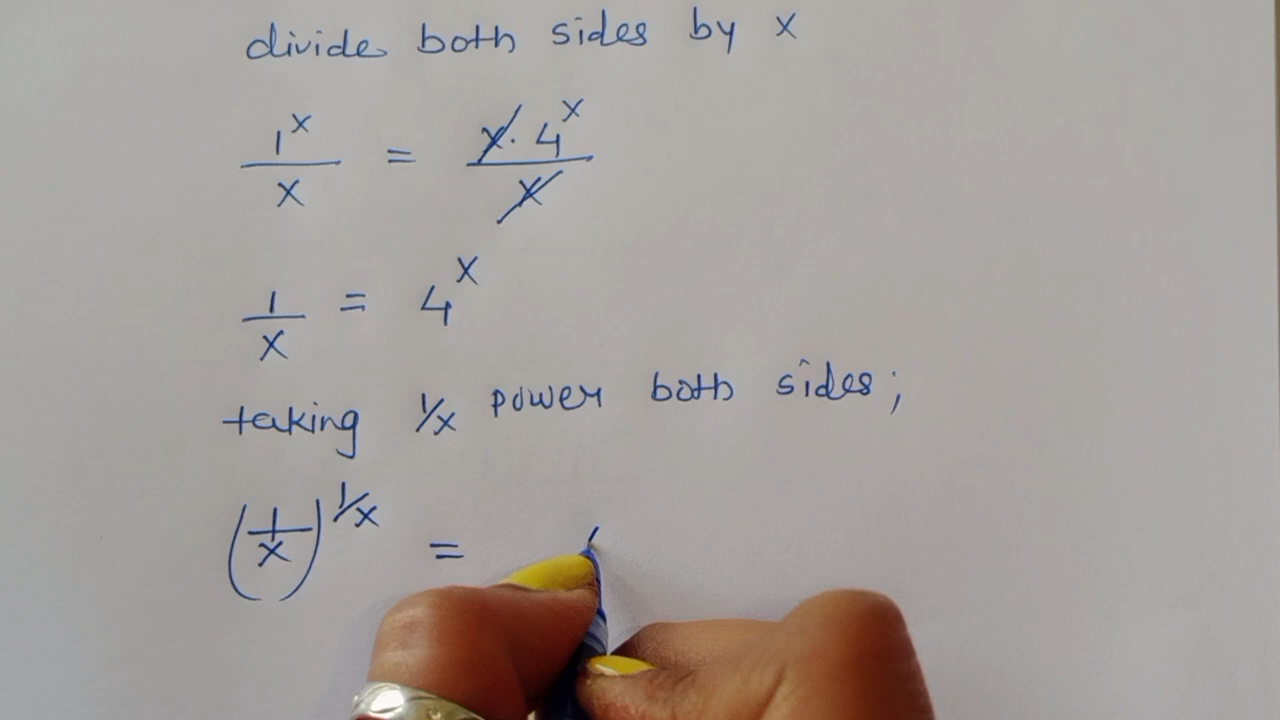 divide both sides by x
1^x / x = x · 4^x / x
1 / x = 4^x
taking 1/x power both sides;
(1/x)^1/x =